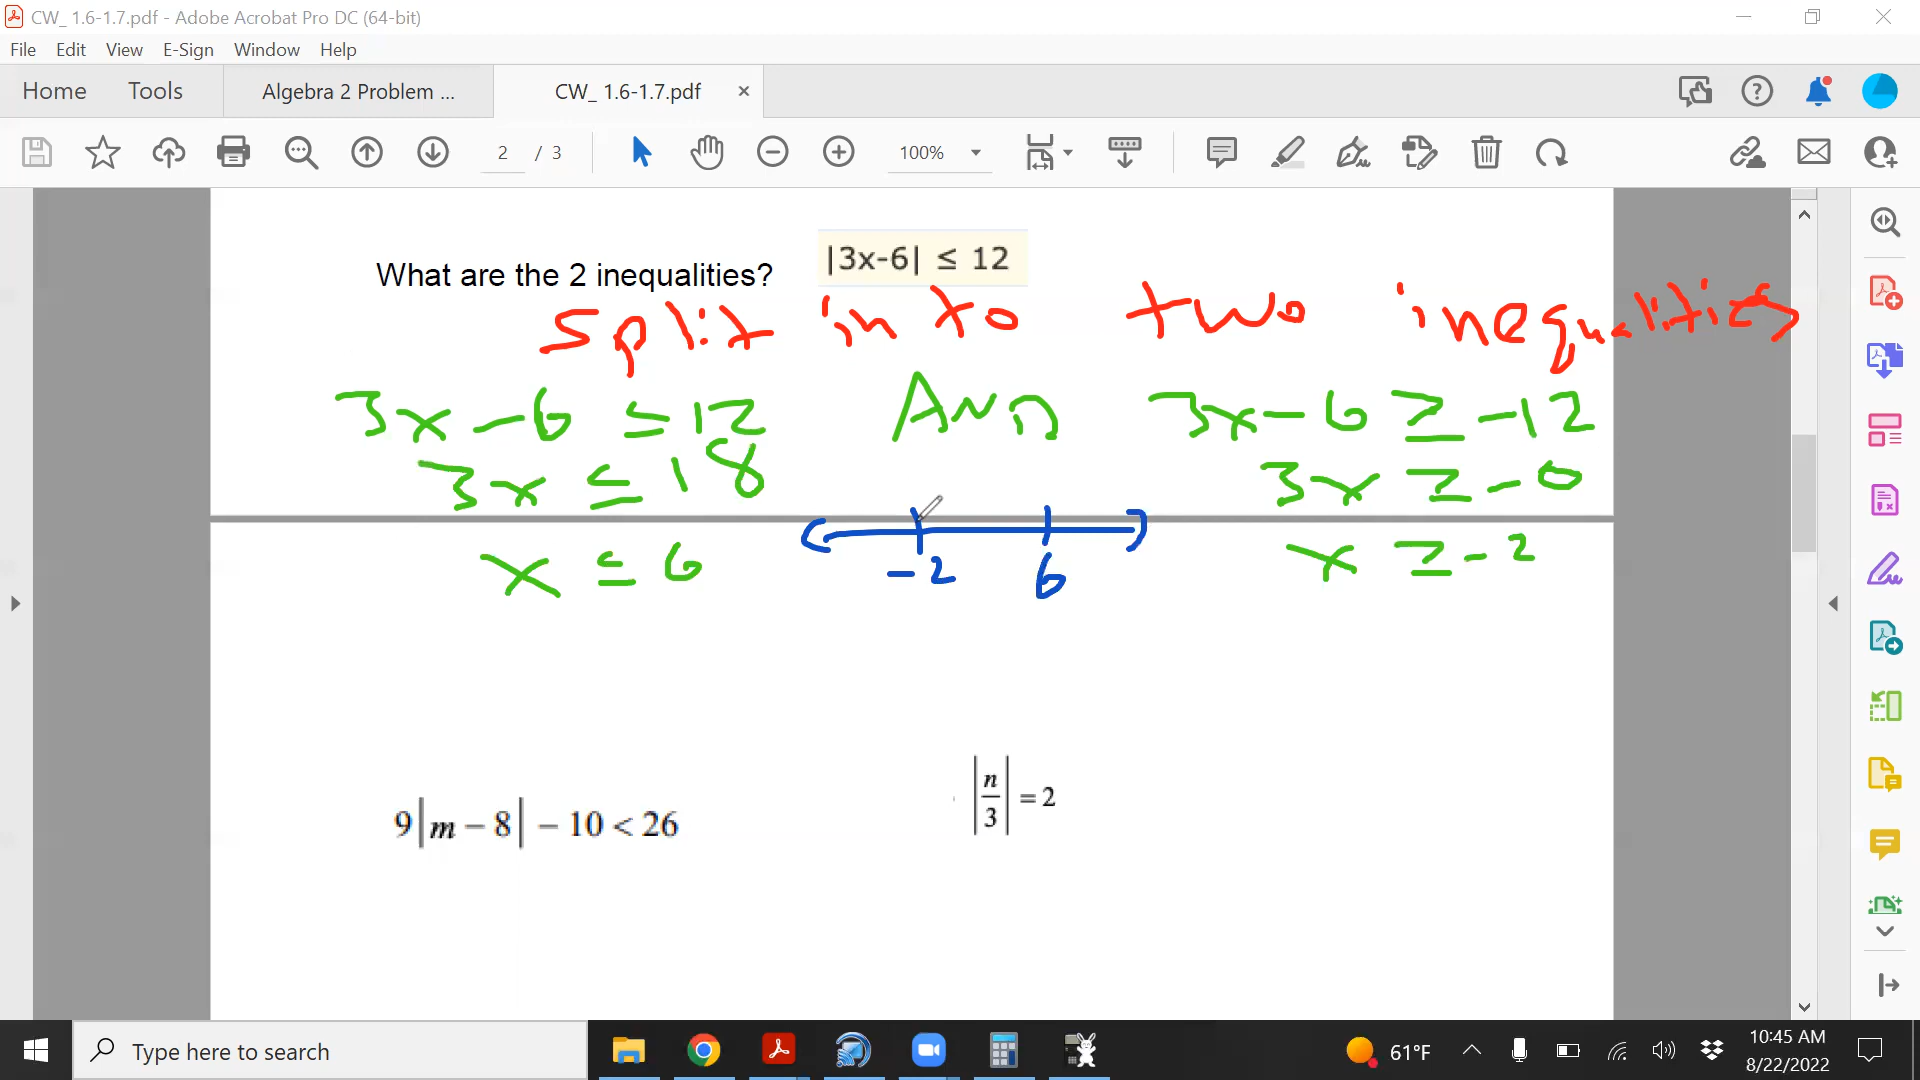 CW_ 1.6-1.7.pdf - Adobe Acrobat Pro DC (64-bit)
File Edit View E-Sign Window Help
Home Tools Algebra 2 Problem ... CW_ 1.6-1.7.pdf ×
2 / 3 100%
What are the 2 inequalities? |3x-6| ≤ 12
split in to two inequalities
3x-6 ≤ 12 AND 3x-6 ≥ -12
3x ≤ 18 3x ≥ -6
x ≤ 6 -2 6 x ≥ -2
9|m - 8| - 10 < 26 |n/3| = 2
Type here to search 61°F 10:45 AM
8/22/2022